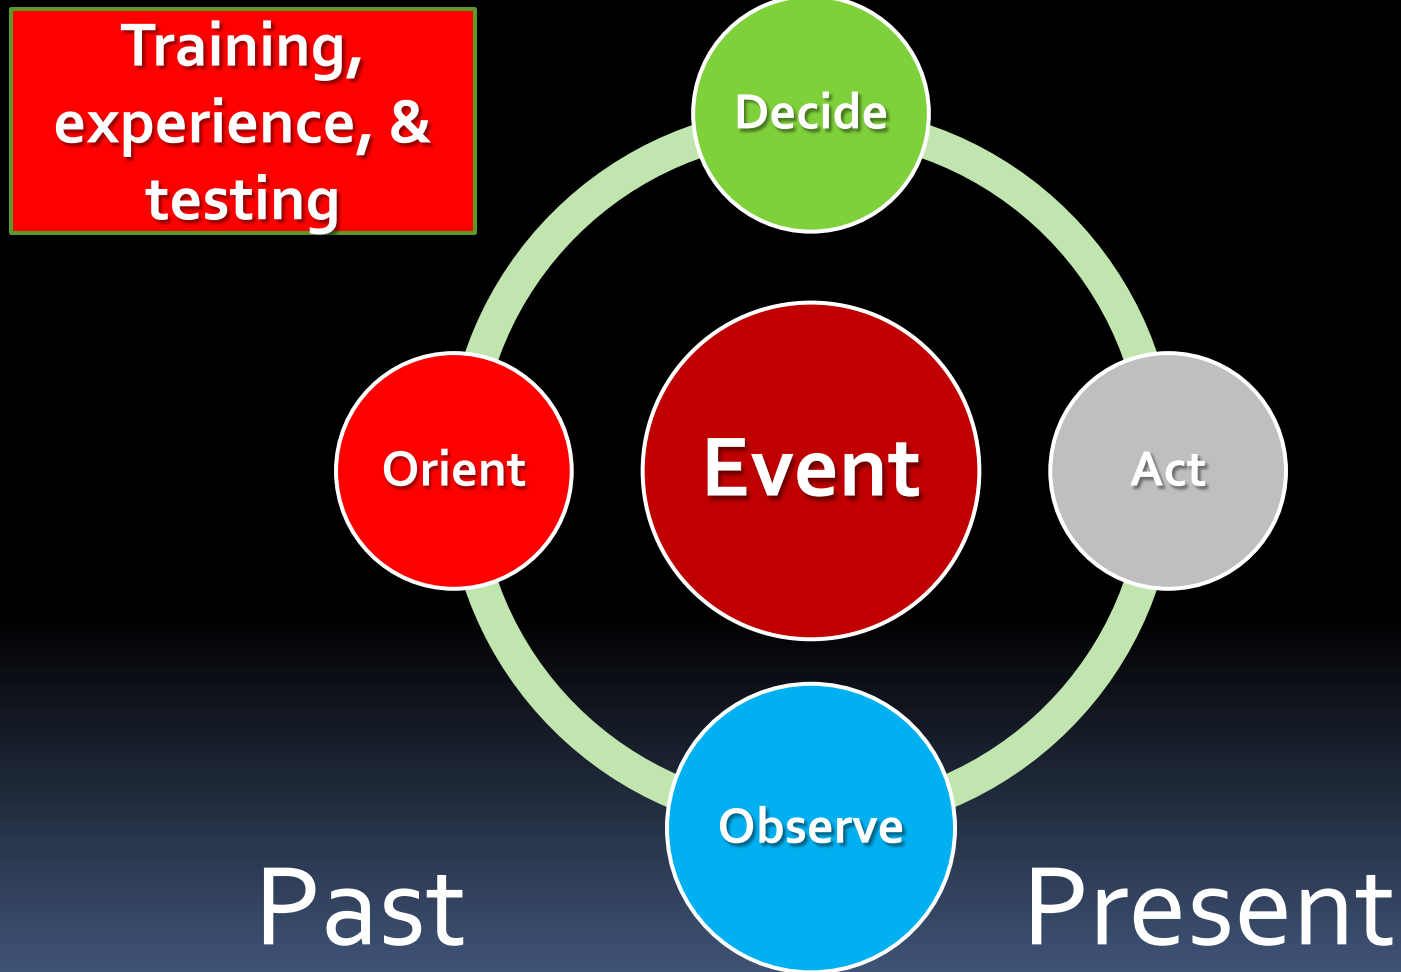 Training,
experience, &
testing
Decide
Orient
Event
Act
Observe
Past
Present